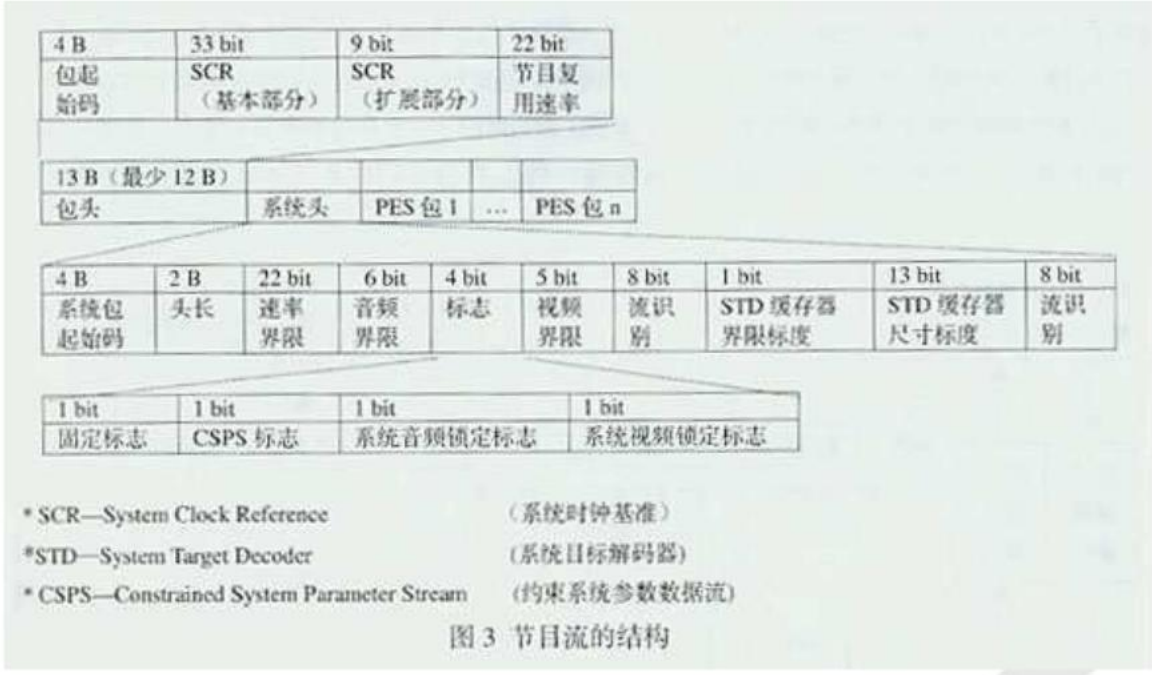 4 B 33 bit 9 bit 22 bit
包起 SCR SCR 节目复
始码 （基本部分） （扩展部分） 用速率
13 B（最少 12 B）
包头 系统头 PES 包 1 … PES 包 n
4 B 2 B 22 bit 6 bit 4 bit 5 bit 8 bit 1 bit 13 bit 8 bit
系统包 头长 速率 音频 标志 视频 流识 STD 缓存器 STD 缓存器 流识
起始码 界限 界限 界限 别 界限标度 尺寸标度 别
1 bit 1 bit 1 bit 1 bit
固定标志 CSPS 标志 系统音频锁定标志 系统视频锁定标志
* SCR—System Clock Reference （系统时钟基准）
*STD—System Target Decoder (系统目标解码器)
* CSPS—Constrained System Parameter Stream (约束系统参数数据流)
图 3 节目流的结构